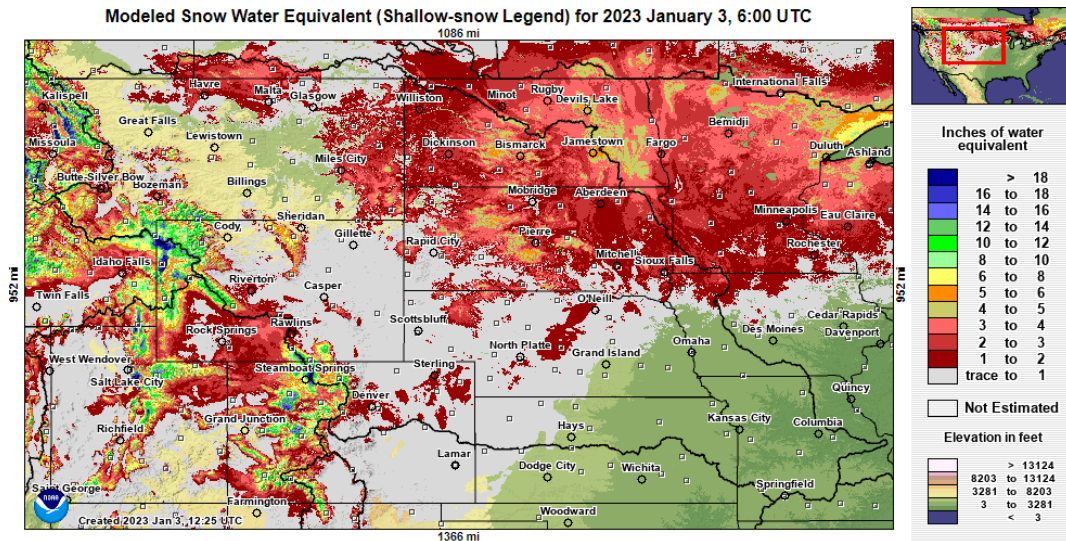 Modeled Snow Water Equivalent (Shallow-snow Legend) for 2023 January 3, 6:00 UTC
1086 mi
952 mi
952 mi
1366 mi
Kalispell
Havre
Malta
Glasgow
Williston
Minot
Rugby
Devils Lake
International Falls
Great Falls
Missoula
Lewistown
Miles City
Dickinson
Bismarck
Jamestown
Fargo
Bemidji
Duluth
Ashland
Butte-Silver Bow
Bozeman
Billings
Mobridge
Aberdeen
Minneapolis
Eau Claire
Sheridan
Cody
Gillette
Rapid City
Pierre
Rochester
Idaho Falls
Riverton
Casper
Mitchell
Sioux Falls
Twin Falls
Rock Springs
Rawlins
Scottsbluff
O'Neill
Cedar Rapids
Des Moines
Davenport
West Wendover
Salt Lake City
Steamboat Springs
Sterling
North Platte
Grand Island
Omaha
Denver
Quincy
Richfield
Grand Junction
Hays
Kansas City
Columbia
Lamar
Saint George
Dodge City
Wichita
Springfield
Farmington
Woodward
NOAA
Created 2023 Jan 3, 12:25 UTC
Inches of water
equivalent
> 18
16 to 18
14 to 16
12 to 14
10 to 12
8 to 10
6 to 8
5 to 6
4 to 5
3 to 4
2 to 3
1 to 2
trace to 1
Not Estimated
Elevation in feet
> 13124
8203 to 13124
3281 to 8203
3 to 3281
< 3